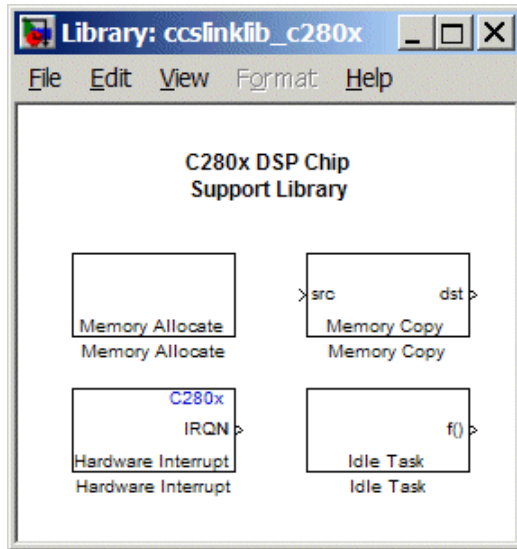 Library: ccslinklib_c280x
File Edit View Format Help
C280x DSP Chip
Support Library
Memory Allocate
Memory Allocate
src dst
Memory Copy
Memory Copy
C280x
IRQN
Hardware Interrupt
Hardware Interrupt
f()
Idle Task
Idle Task